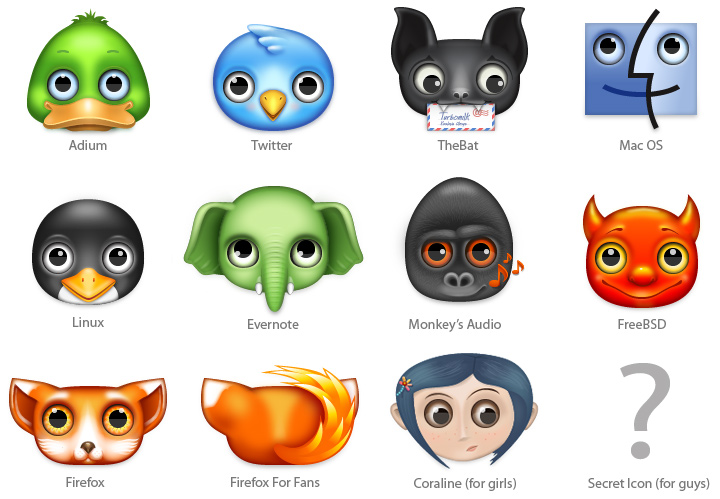 Adium
Twitter
Turbomilk
TheBat
Mac OS
Linux
Evernote
Monkey's Audio
FreeBSD
Firefox
Firefox For Fans
Coraline (for girls)
?
Secret Icon (for guys)